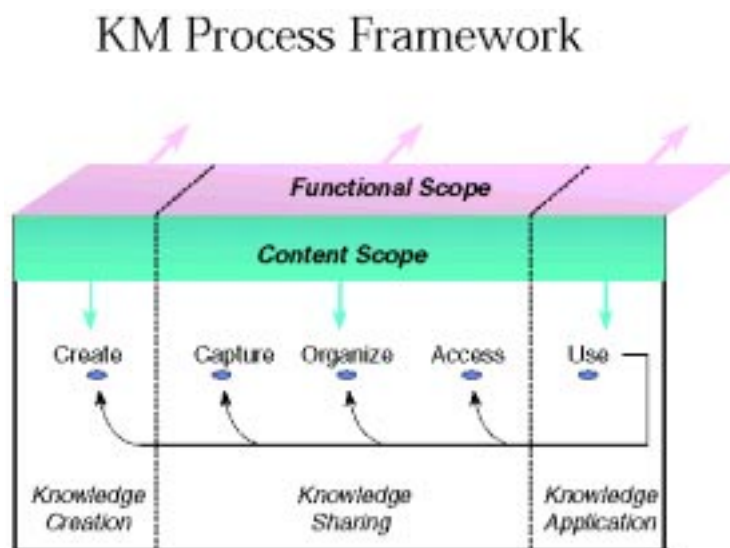 KM Process Framework
Functional Scope
Content Scope
Create Capture Organize Access Use
Knowledge Creation
Knowledge Sharing
Knowledge Application